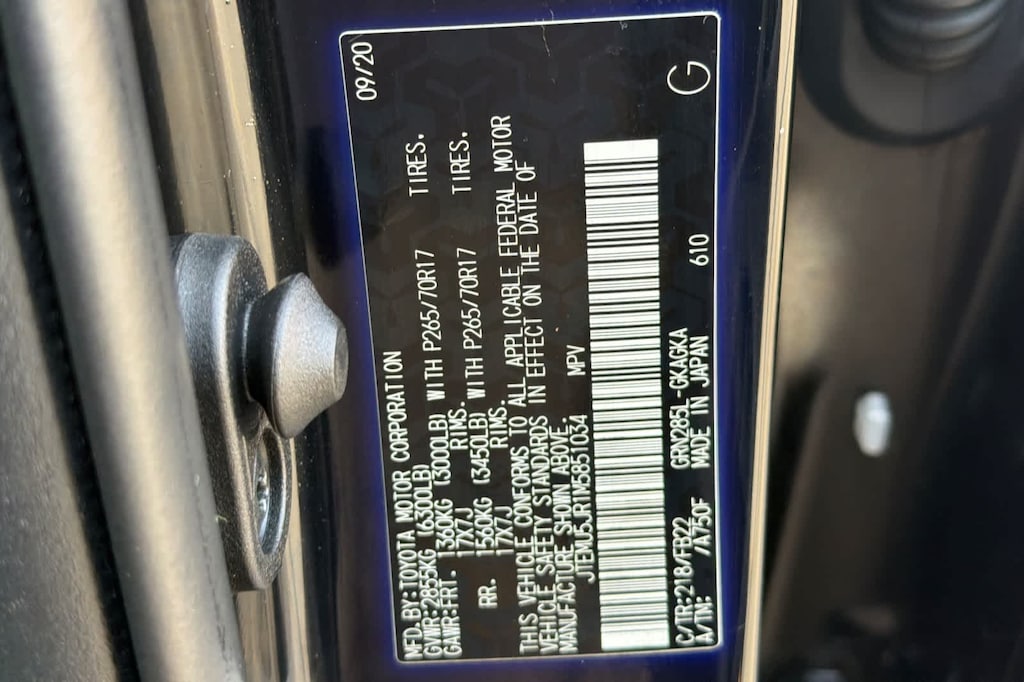 MFD. BY: TOYOTA MOTOR CORPORATION 09/20
GVWR: 2855KG (6300LB)
GAWR: FRT. 1360KG (3000LB) WITH P265/70R17 TIRES.
17X7J RIMS.
RR. 1560KG (3450LB) WITH P265/70R17 TIRES.
17X7J RIMS.
THIS VEHICLE CONFORMS TO ALL APPLICABLE FEDERAL MOTOR
VEHICLE SAFETY STANDARDS IN EFFECT ON THE DATE OF
MANUFACTURE SHOWN ABOVE.
JTENU5JR1M5851034 MPV
C/TR: 218/FB22 GRN285L-GKAGKA
A/TM: /A750F MADE IN JAPAN 610 G